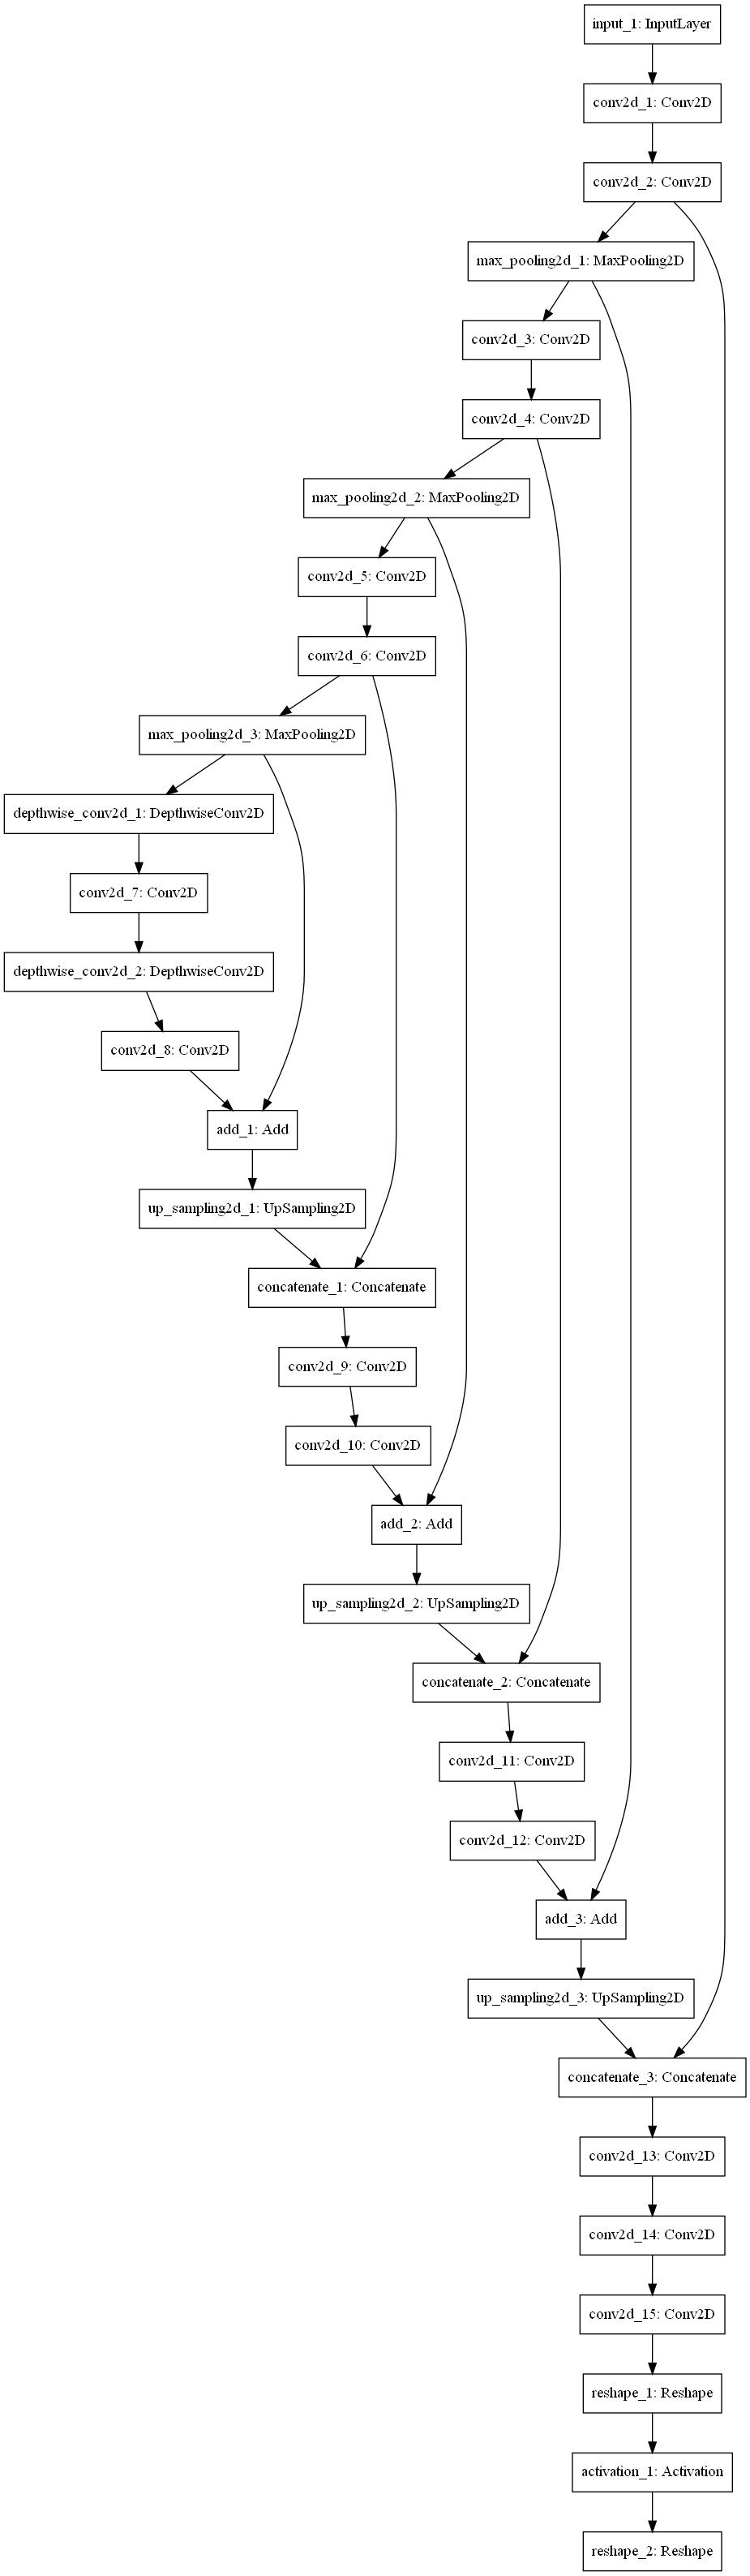 input_1: InputLayer
conv2d_1: Conv2D
conv2d_2: Conv2D
max_pooling2d_1: MaxPooling2D
conv2d_3: Conv2D
conv2d_4: Conv2D
max_pooling2d_2: MaxPooling2D
conv2d_5: Conv2D
conv2d_6: Conv2D
max_pooling2d_3: MaxPooling2D
depthwise_conv2d_1: DepthwiseConv2D
conv2d_7: Conv2D
depthwise_conv2d_2: DepthwiseConv2D
conv2d_8: Conv2D
add_1: Add
up_sampling2d_1: UpSampling2D
concatenate_1: Concatenate
conv2d_9: Conv2D
conv2d_10: Conv2D
add_2: Add
up_sampling2d_2: UpSampling2D
concatenate_2: Concatenate
conv2d_11: Conv2D
conv2d_12: Conv2D
add_3: Add
up_sampling2d_3: UpSampling2D
concatenate_3: Concatenate
conv2d_13: Conv2D
conv2d_14: Conv2D
conv2d_15: Conv2D
reshape_1: Reshape
activation_1: Activation
reshape_2: Reshape